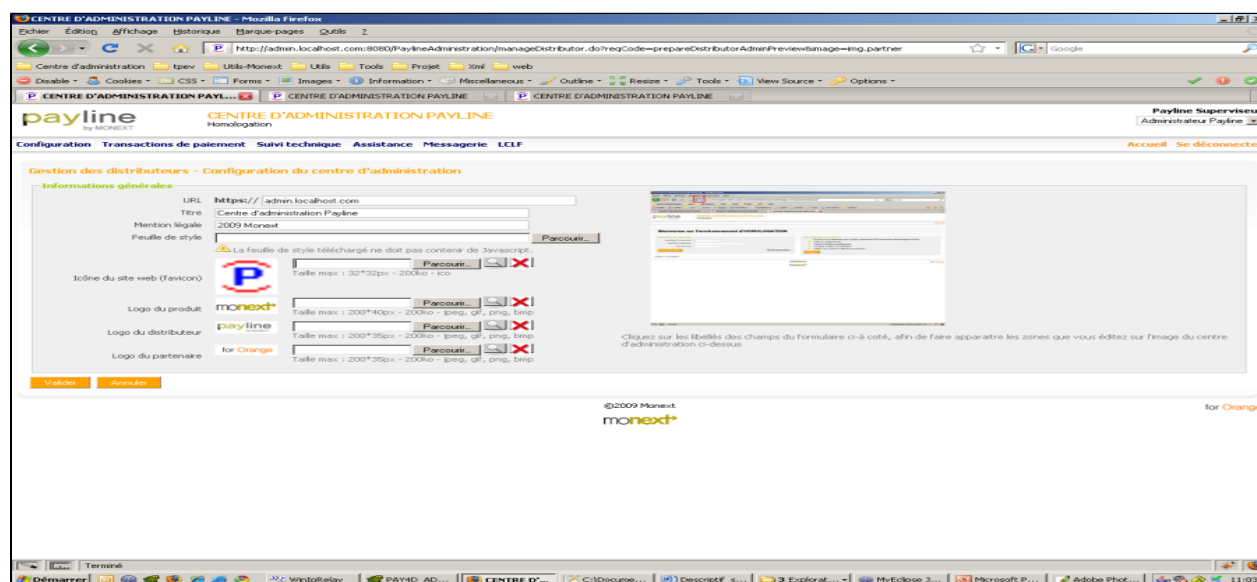 CENTRE D'ADMINISTRATION PAYLINE - Mozilla Firefox
Fichier Édition Affichage Historique Marque-pages Outils ?
http://admin.localhost.com:8080/PaylineAdministration/manageDistributor.do?reqCode=prepareDistributorAdminPreview&image=img.partner
Google
Centre d'administration tpev Utils-Monext Utils Tools Projet Xml web
Disable Cookies CSS Forms Images Information Miscellaneous Outline Resize Tools View Source Options
CENTRE D'ADMINISTRATION PAYL... CENTRE D'ADMINISTRATION PAYLINE CENTRE D'ADMINISTRATION PAYLINE
payline
by MONEXT
CENTRE D'ADMINISTRATION PAYLINE
Homologation
Payline Superviseu
Administrateur Payline
Configuration Transactions de paiement Suivi technique Assistance Messagerie LCLF
Accueil Se déconnecte
Gestion des distributeurs - Configuration du centre d'administration
Informations générales
URL https:// admin.localhost.com
Titre Centre d'administration Payline
Mention légale 2009 Monext
Feuille de style Parcourir...
La feuille de style téléchargé ne doit pas contenir de Javascript.
Icône du site web (favicon) P Parcourir...
Taille max : 32*32px - 200ko - ico
Logo du produit monext Parcourir...
Taille max : 200*40px - 200ko - jpeg, gif, png, bmp
Logo du distributeur payline Parcourir...
Taille max : 200*35px - 200ko - jpeg, gif, png, bmp
Logo du partenaire for Orange Parcourir...
Taille max : 200*35px - 200ko - jpeg, gif, png, bmp
Bienvenue sur l'environnement d'HOMOLOGATION
Cliquez sur les libellés des champs du formulaire ci-à coté, afin de faire apparaitre les zones que vous éditez sur l'image du centre
d'administration ci-dessus
Valider Annuler
©2009 Monext
monext
for Orange
Terminé
Démarrer WinIpRelay PAY4D_AD... CENTRE D'... C:\Docume... Descriptif_s... 3 Explorat... MyEclipse J... Microsoft P... Adobe Phot... 11:03